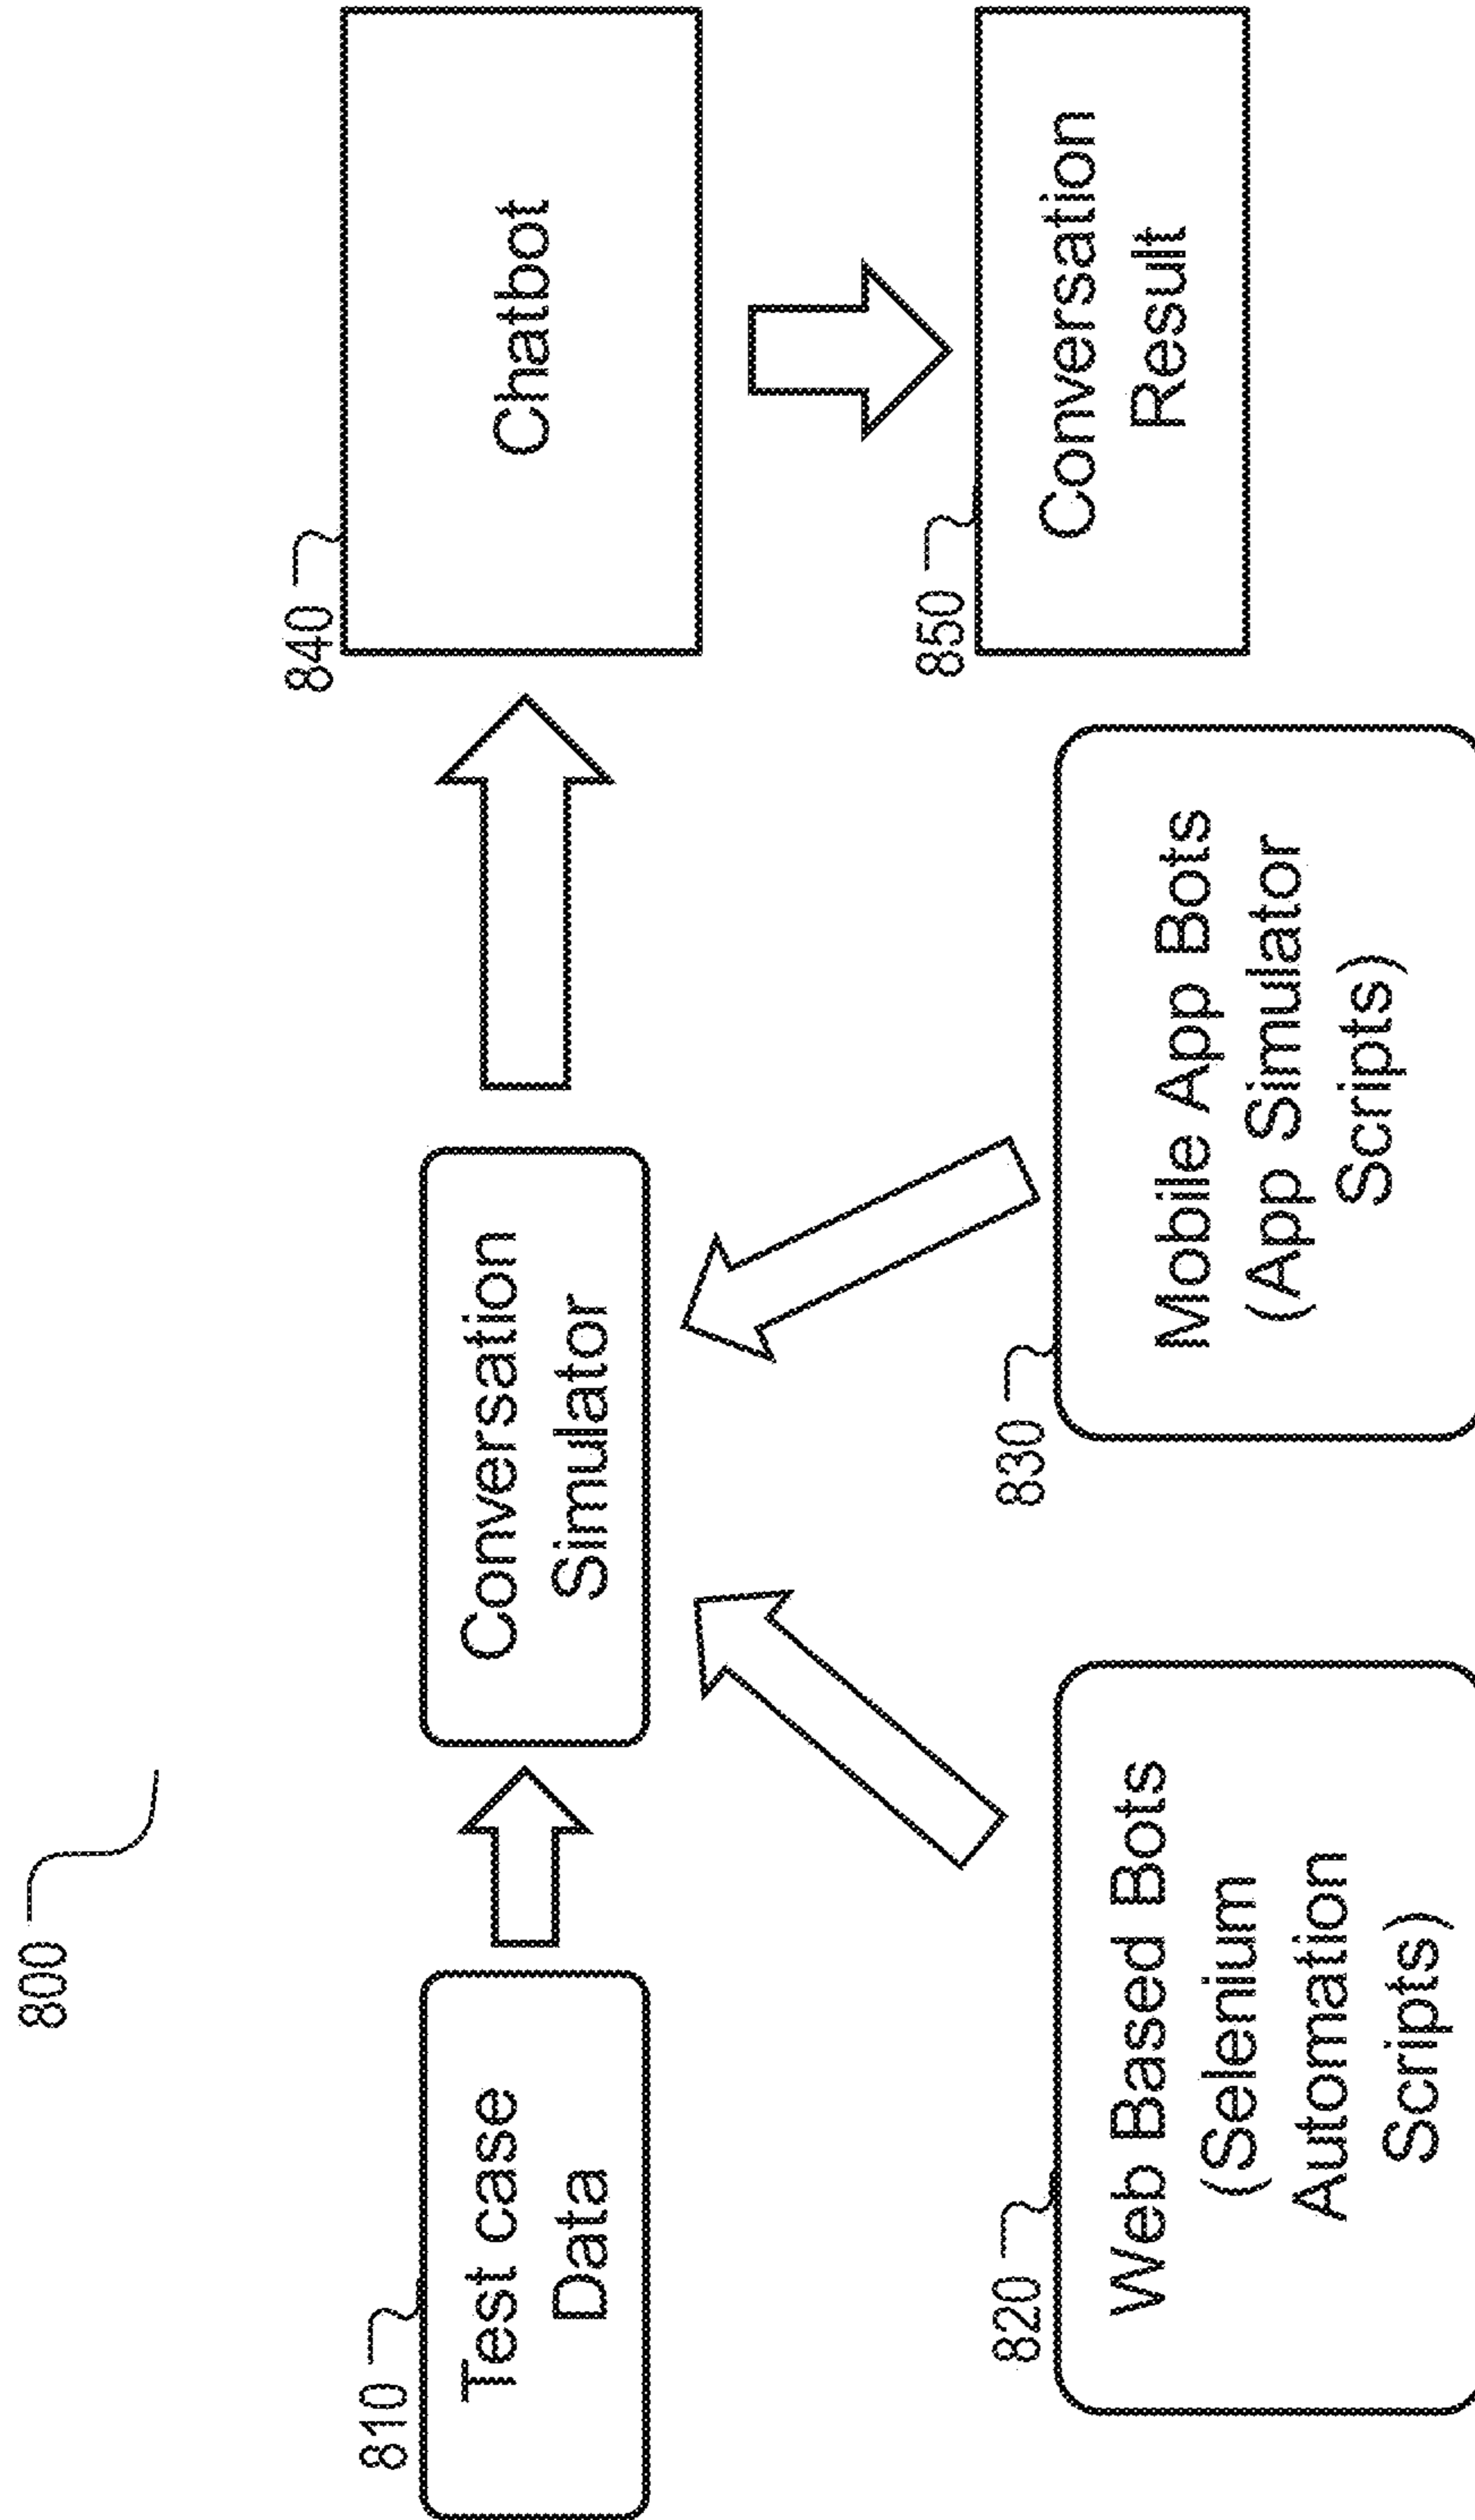 800
810
Test case
Data
Conversation
Simulator
840
Chatbot
820
Web Based Bots
(Selenium
Automation
Scripts)
830
Mobile App Bots
(App Simulator
Scripts)
850
Conversation
Result